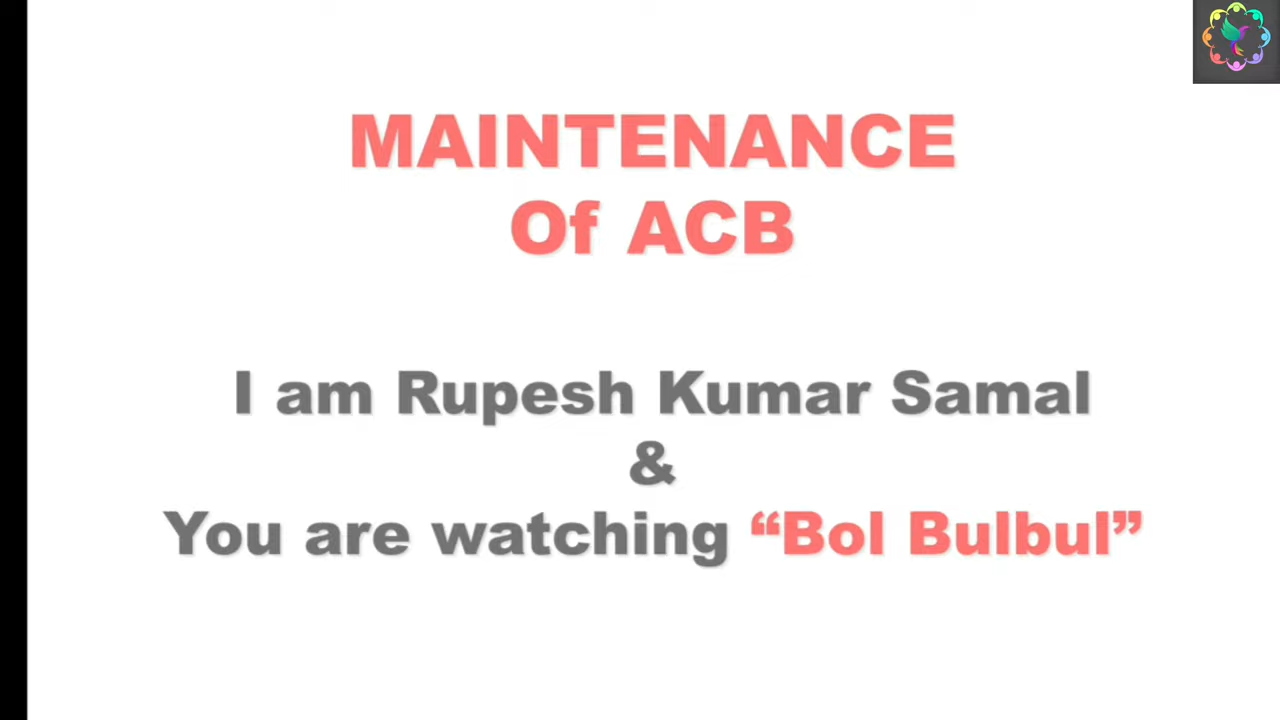 MAINTENANCE
Of ACB
I am Rupesh Kumar Samal
&
You are watching “Bol Bulbul”